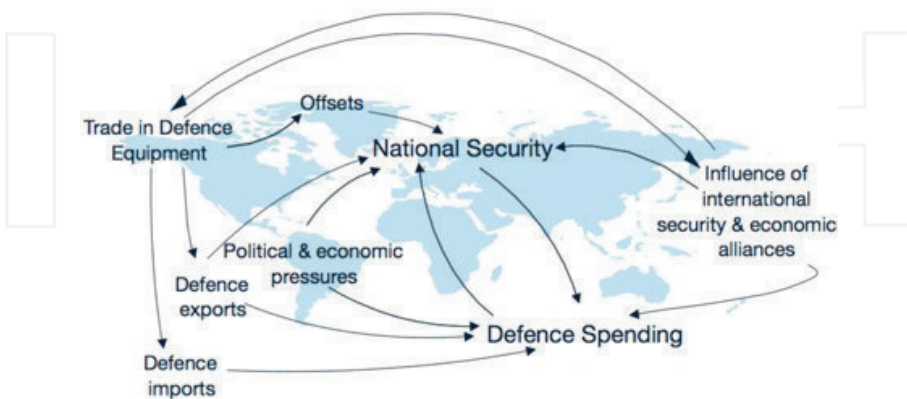 Offsets
Trade in Defence
Equipment
National Security
Influence of
international
security & economic
alliances
Political & economic
pressures
Defence
exports
Defence Spending
Defence
imports